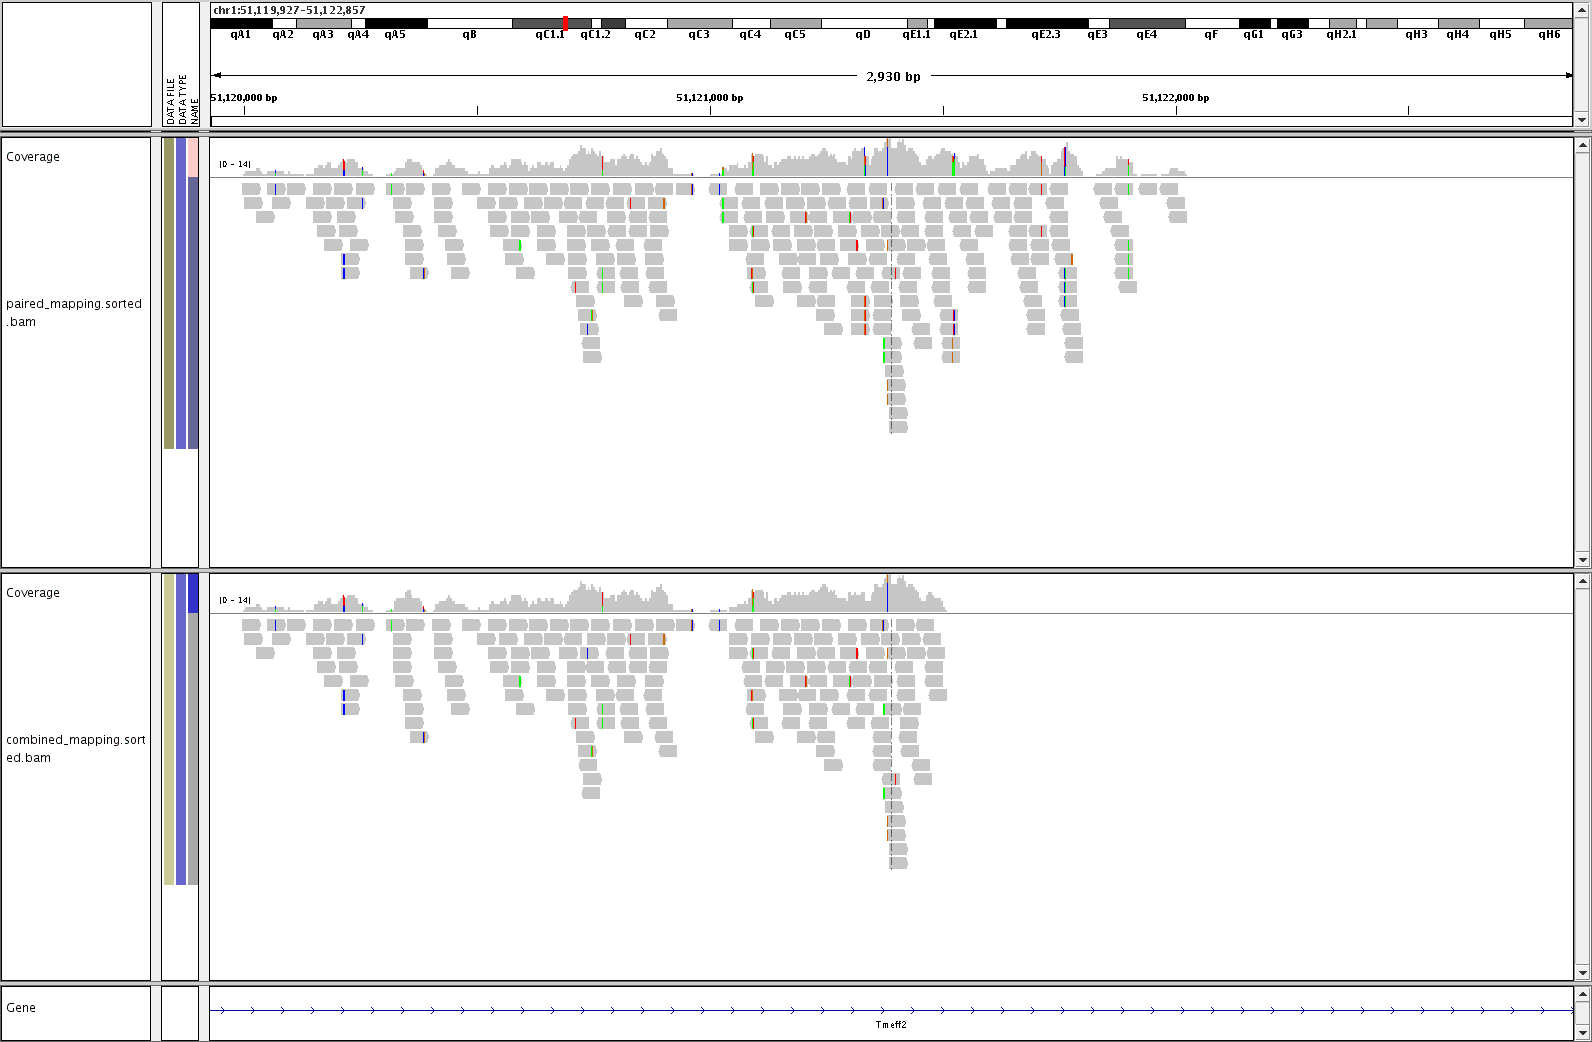 chr1:51,119,927-51,122,857
qA1 qA2 qA3 qA4 qA5 qB qC1.1 qC1.2 qC2 qC3 qC4 qC5 qD qE1.1 qE2.1 qE2.3 qE3 qE4 qF qG1 qG3 qH2.1 qH3 qH4 qH5 qH6
2,930 bp
51,120,000 bp 51,121,000 bp 51,122,000 bp
DATA FILE
DATA TYPE
NAME
Coverage
[0 - 14]
paired_mapping.sorted
.bam
Coverage
[0 - 14]
combined_mapping.sort
ed.bam
Gene
Tmeff2